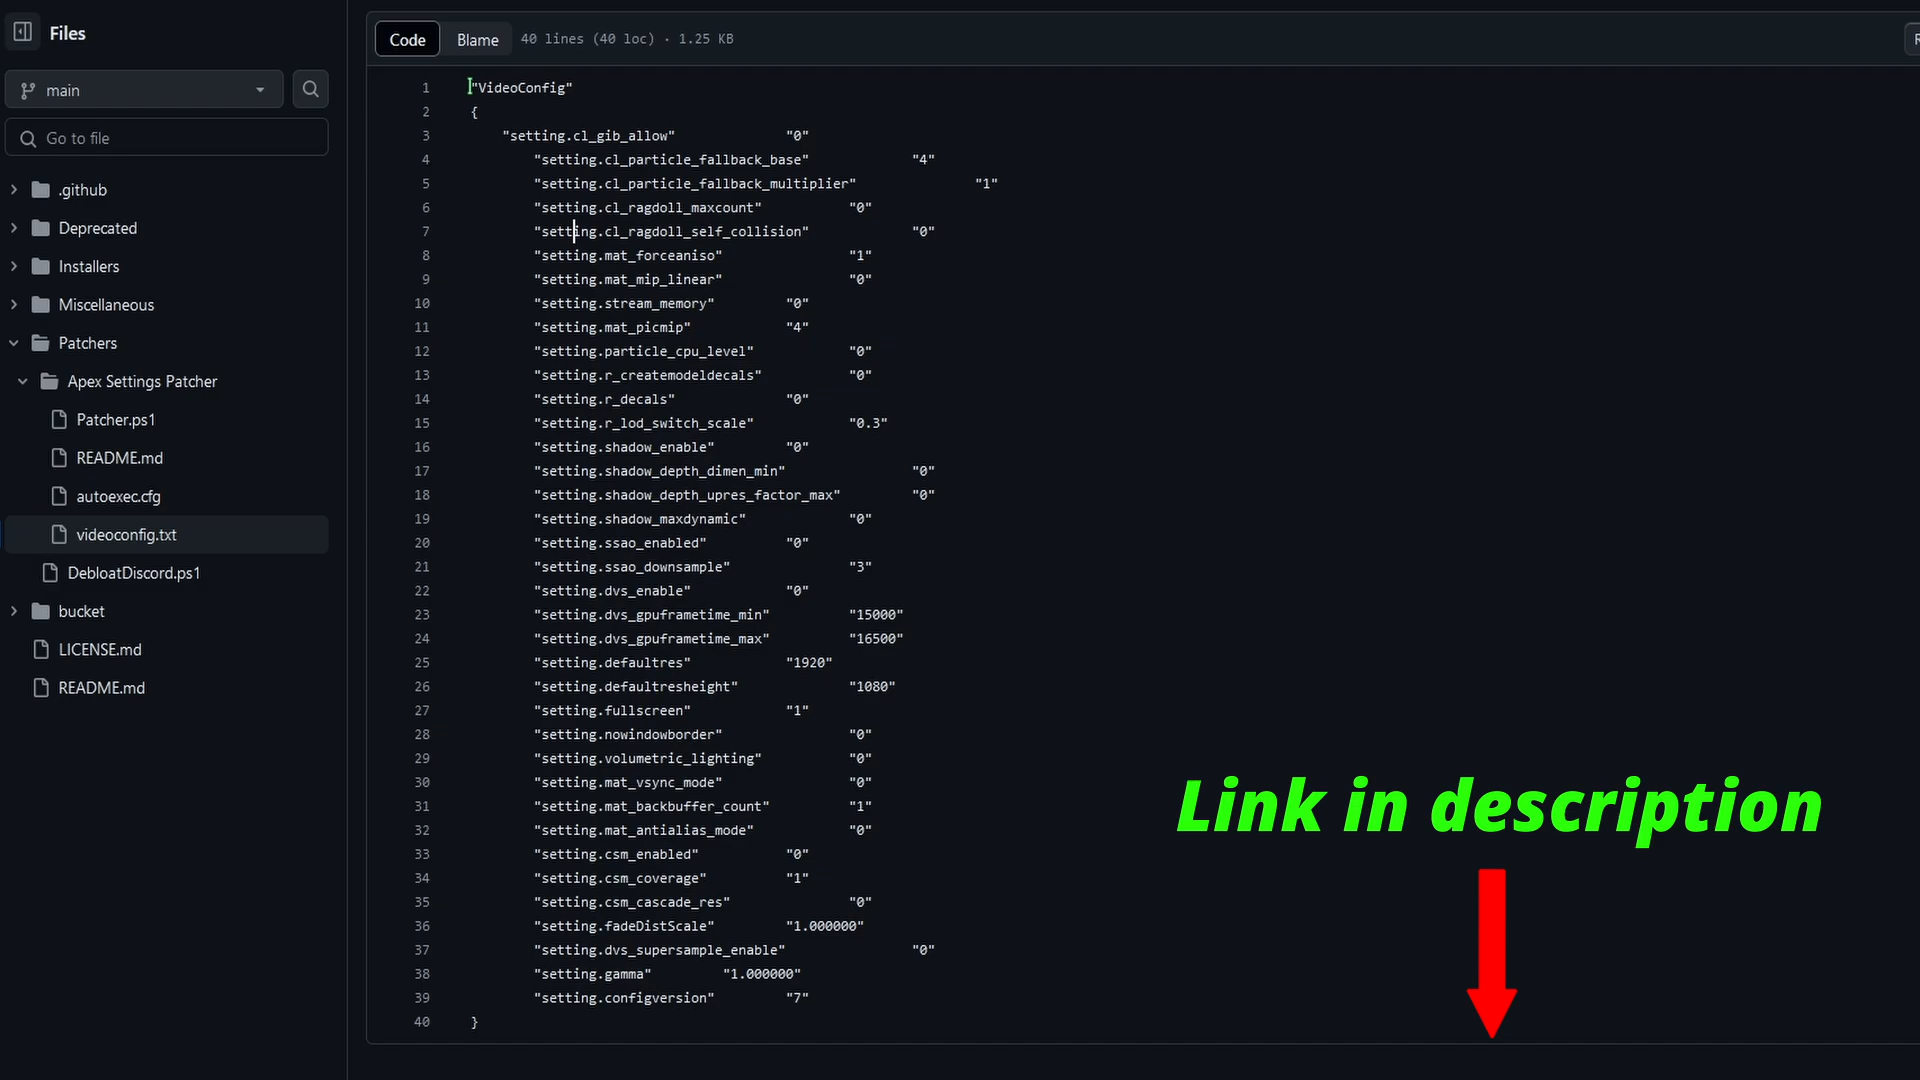 Files
main
Go to file
.github
Deprecated
Installers
Miscellaneous
Patchers
Apex Settings Patcher
Patcher.ps1
README.md
autoexec.cfg
videoconfig.txt
DebloatDiscord.ps1
bucket
LICENSE.md
README.md
Code Blame 40 lines (40 loc) · 1.25 KB R
1 "VideoConfig"
2 {
3 "setting.cl_gib_allow" "0"
4 "setting.cl_particle_fallback_base" "4"
5 "setting.cl_particle_fallback_multiplier" "1"
6 "setting.cl_ragdoll_maxcount" "0"
7 "setting.cl_ragdoll_self_collision" "0"
8 "setting.mat_forceaniso" "1"
9 "setting.mat_mip_linear" "0"
10 "setting.stream_memory" "0"
11 "setting.mat_picmip" "4"
12 "setting.particle_cpu_level" "0"
13 "setting.r_createmodeldecals" "0"
14 "setting.r_decals" "0"
15 "setting.r_lod_switch_scale" "0.3"
16 "setting.shadow_enable" "0"
17 "setting.shadow_depth_dimen_min" "0"
18 "setting.shadow_depth_upres_factor_max" "0"
19 "setting.shadow_maxdynamic" "0"
20 "setting.ssao_enabled" "0"
21 "setting.ssao_downsample" "3"
22 "setting.dvs_enable" "0"
23 "setting.dvs_gpuframetime_min" "15000"
24 "setting.dvs_gpuframetime_max" "16500"
25 "setting.defaultres" "1920"
26 "setting.defaultresheight" "1080"
27 "setting.fullscreen" "1"
28 "setting.nowindowborder" "0"
29 "setting.volumetric_lighting" "0"
30 "setting.mat_vsync_mode" "0"
31 "setting.mat_backbuffer_count" "1"
32 "setting.mat_antialias_mode" "0"
33 "setting.csm_enabled" "0"
34 "setting.csm_coverage" "1"
35 "setting.csm_cascade_res" "0"
36 "setting.fadeDistScale" "1.000000"
37 "setting.dvs_supersample_enable" "0"
38 "setting.gamma" "1.000000"
39 "setting.configversion" "7"
40 }
Link in description